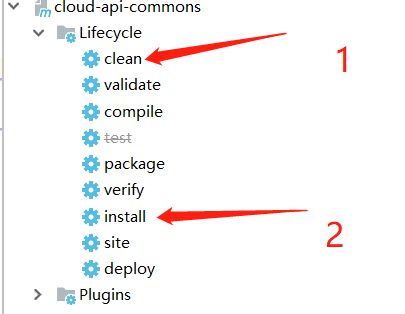 cloud-api-commons
Lifecycle
clean
1
validate
compile
test
package
verify
install
2
site
deploy
Plugins